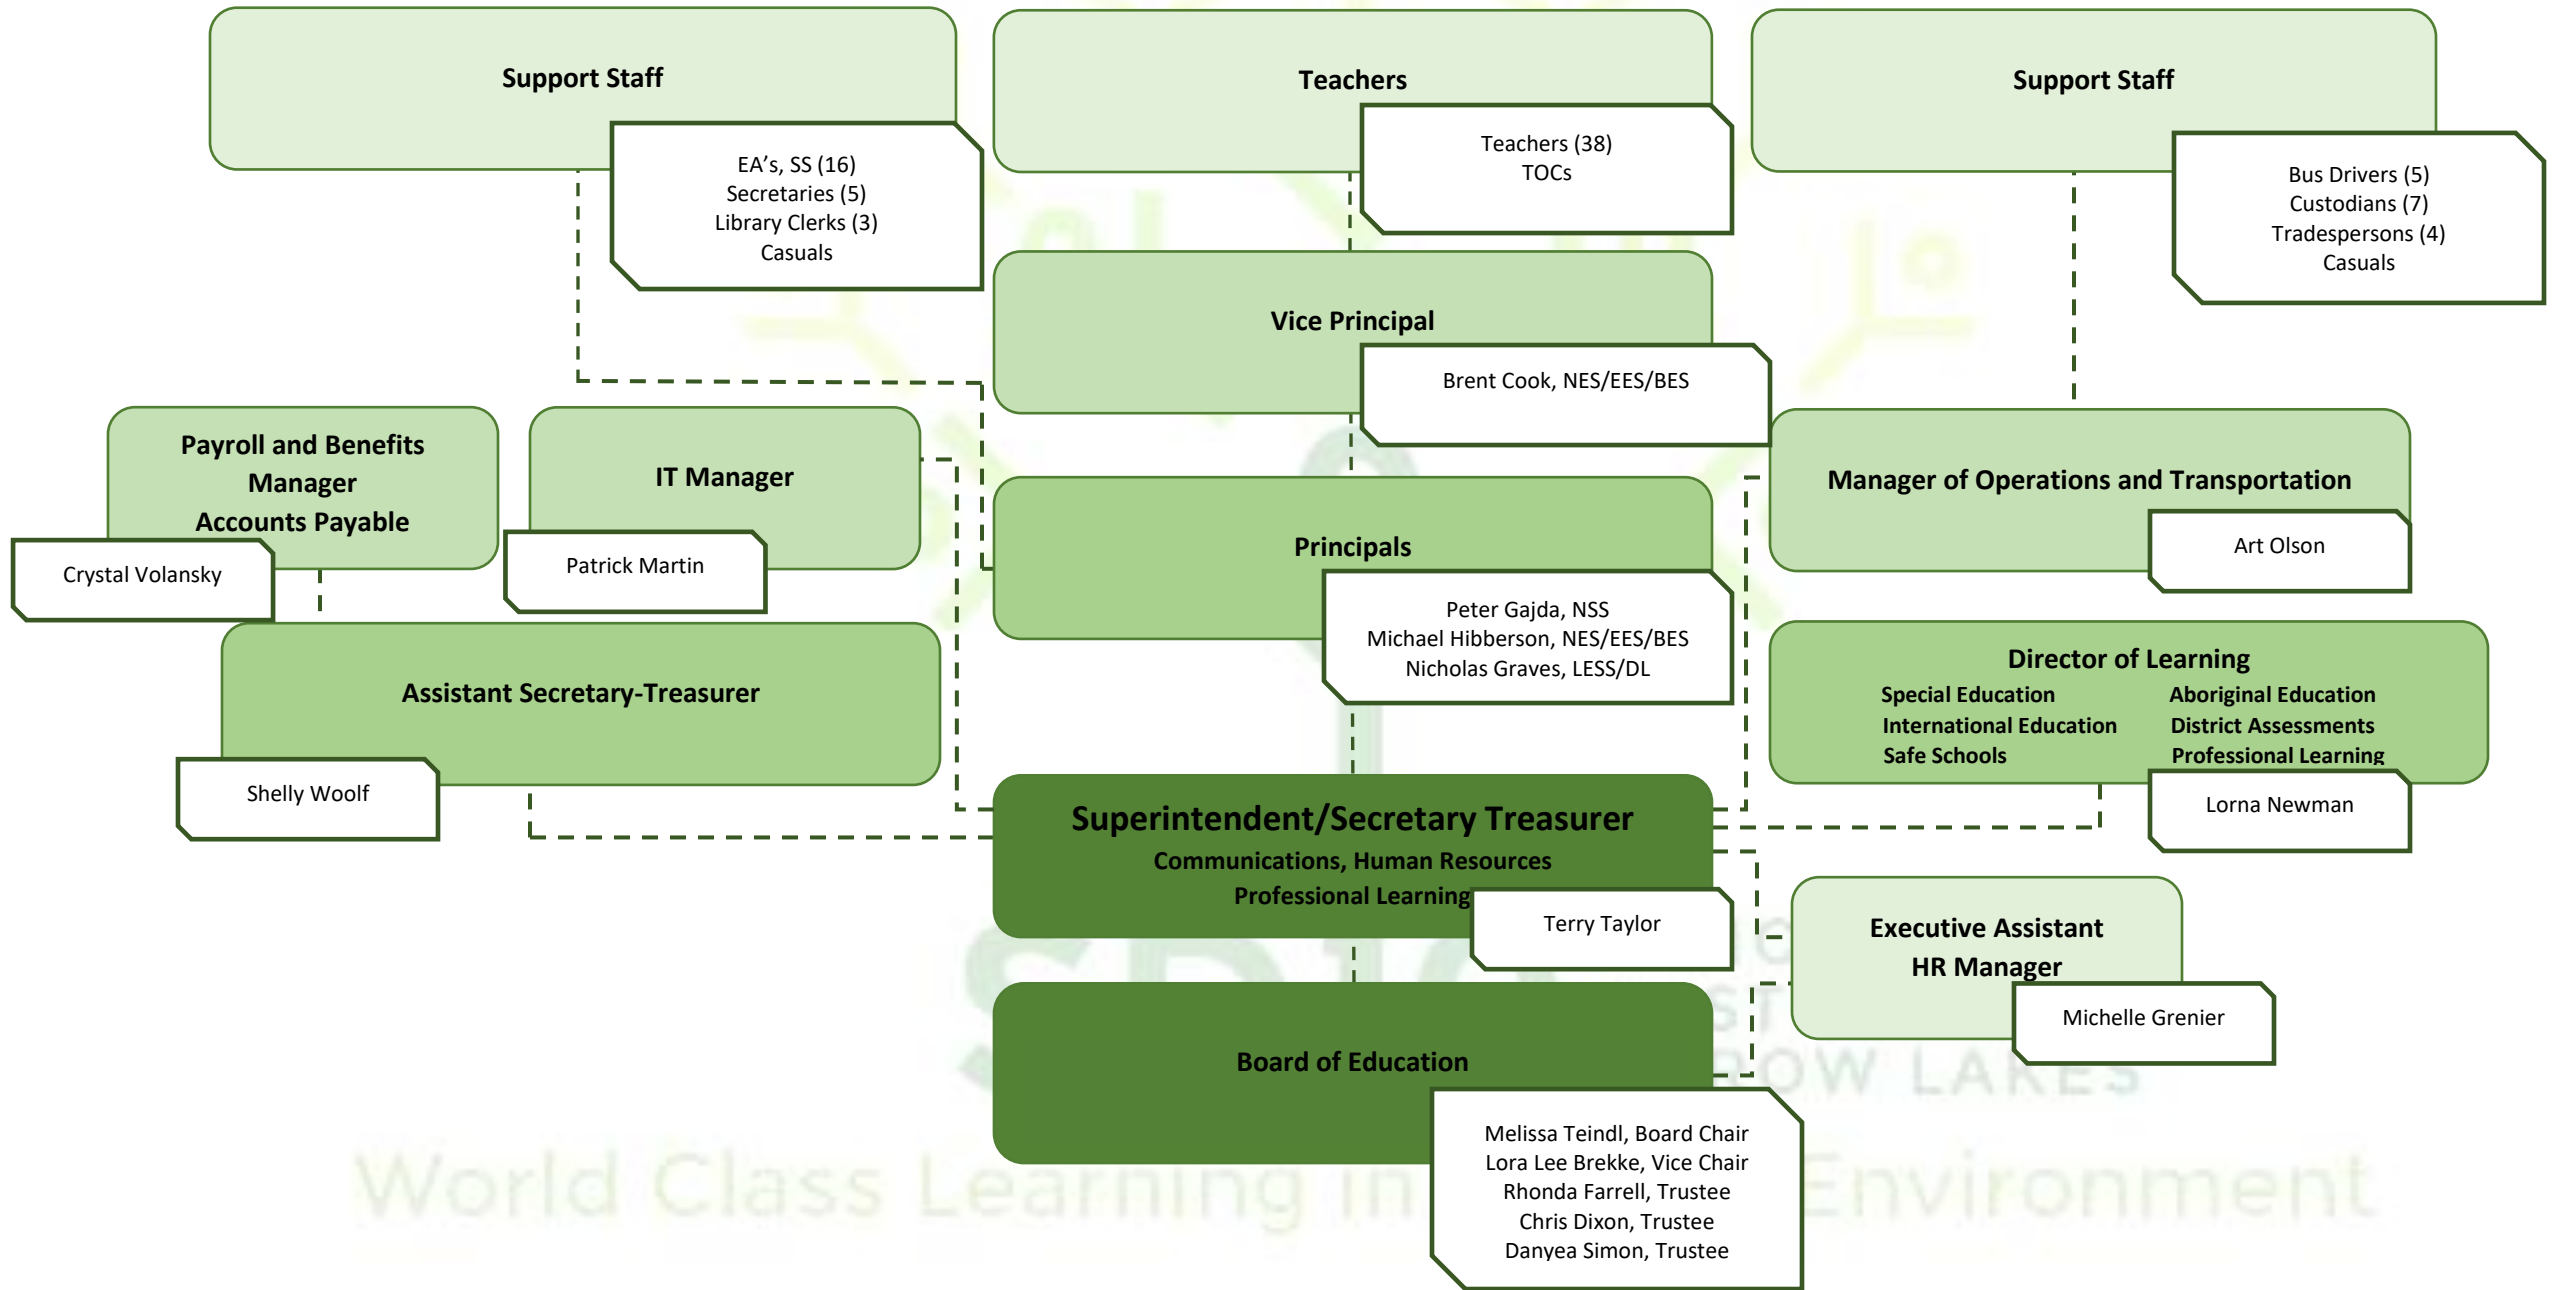 Support Staff
EA's, SS (16)
Secretaries (5)
Library Clerks (3)
Casuals
Teachers
Teachers (38)
TOCs
Support Staff
Bus Drivers (5)
Custodians (7)
Tradespersons (4)
Casuals
Vice Principal
Brent Cook, NES/EES/BES
Payroll and Benefits
Manager
Accounts Payable
Crystal Volansky
IT Manager
Patrick Martin
Principals
Peter Gajda, NSS
Michael Hibberson, NES/EES/BES
Nicholas Graves, LESS/DL
Manager of Operations and Transportation
Art Olson
Assistant Secretary-Treasurer
Shelly Woolf
Director of Learning
Special Education Aboriginal Education
International Education District Assessments
Safe Schools Professional Learning
Lorna Newman
Superintendent/Secretary Treasurer
Communications, Human Resources
Professional Learning
Terry Taylor
Executive Assistant
HR Manager
Michelle Grenier
Board of Education
Melissa Teindl, Board Chair
Lora Lee Brekke, Vice Chair
Rhonda Farrell, Trustee
Chris Dixon, Trustee
Danyea Simon, Trustee
LAKES
World Class Learning in Environment